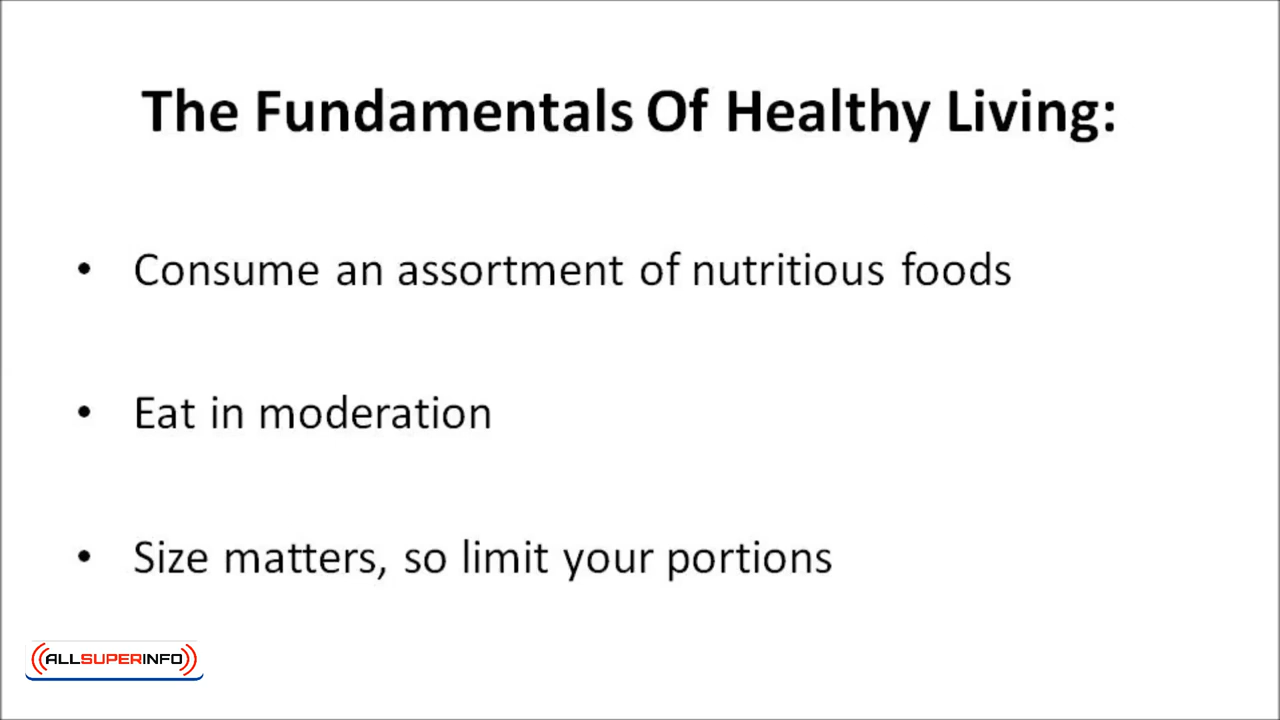 The Fundamentals Of Healthy Living:
• Consume an assortment of nutritious foods
• Eat in moderation
• Size matters, so limit your portions
ALLSUPERINFO